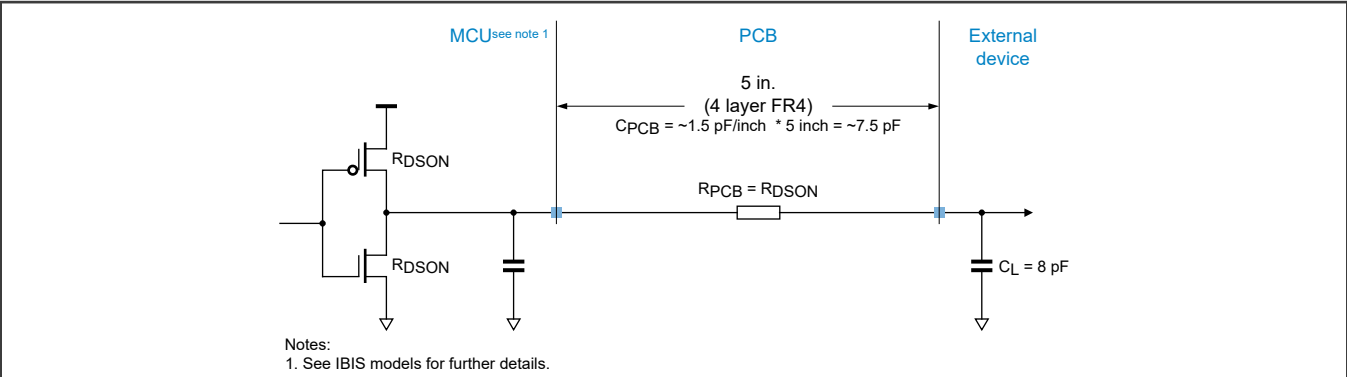 MCUsee note 1
PCB
External
device
5 in.
(4 layer FR4)
CPCB = ~1.5 pF/inch * 5 inch = ~7.5 pF
RDSON
RPCB = RDSON
RDSON
CL = 8 pF
Notes:
1. See IBIS models for further details.